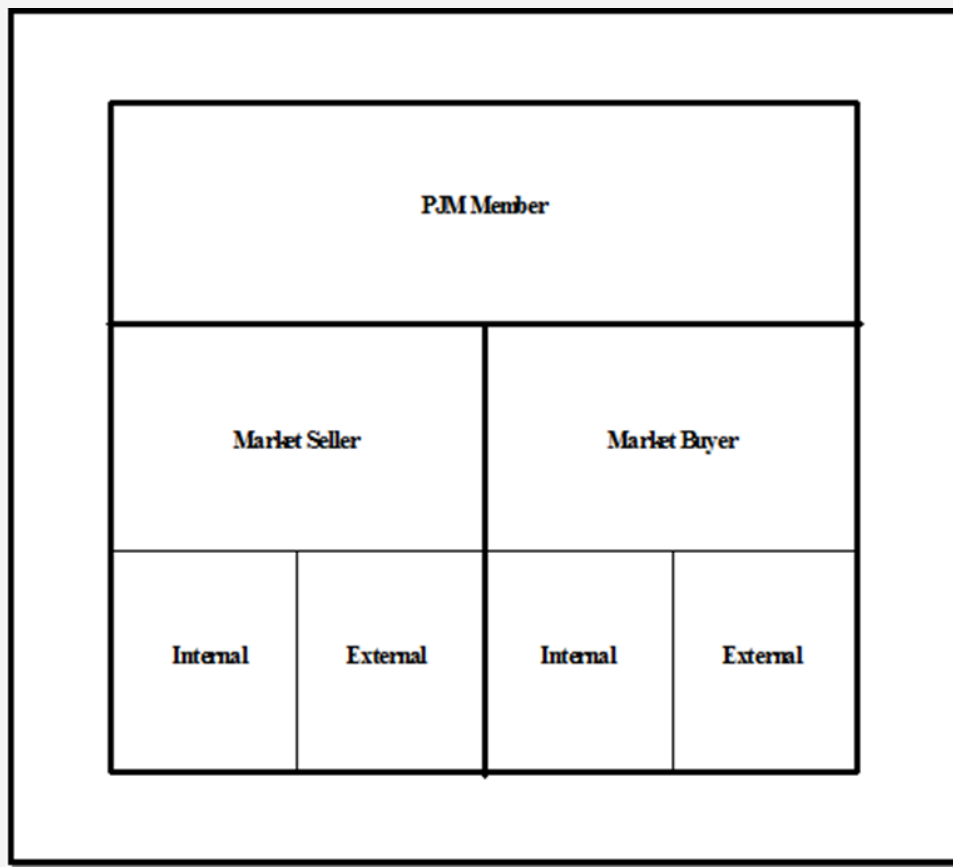 PJM Member
Market Seller
Market Buyer
Internal
External
Internal
External